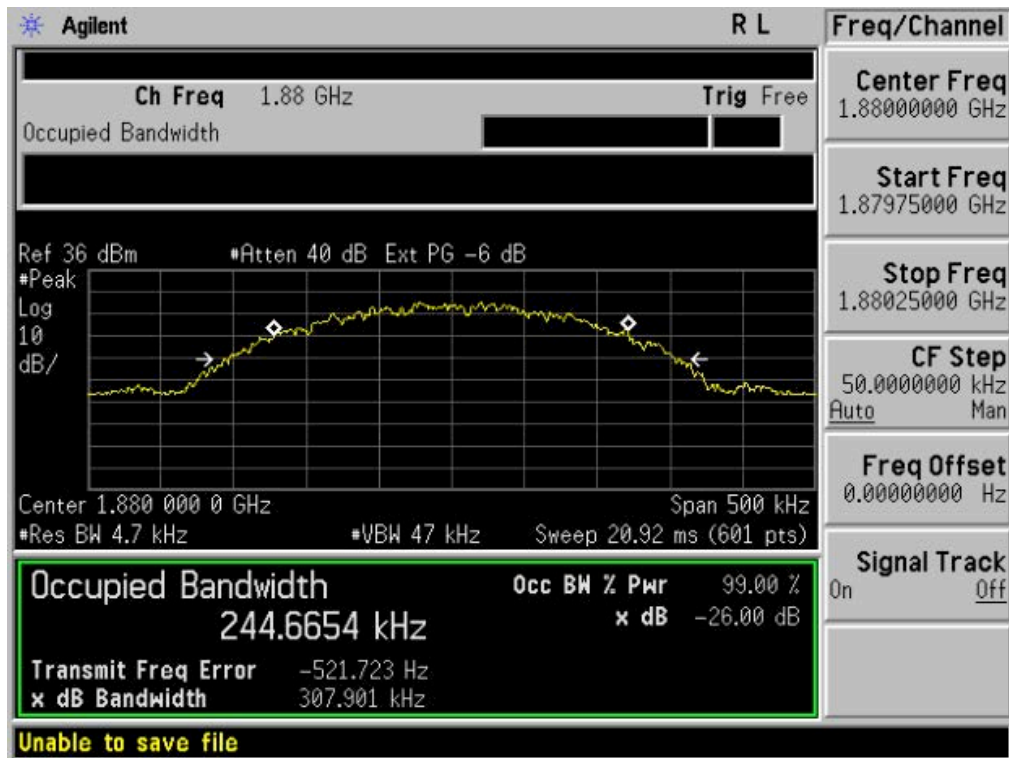 Agilent R L Freq/Channel
Ch Freq 1.88 GHz Trig Free
Occupied Bandwidth
Center Freq
1.88000000 GHz
Start Freq
1.87975000 GHz
Stop Freq
1.88025000 GHz
CF Step
50.0000000 kHz
Auto Man
Freq Offset
0.00000000 Hz
Signal Track
On Off
Ref 36 dBm #Atten 40 dB Ext PG -6 dB
#Peak
Log
10
dB/
Center 1.880 000 0 GHz Span 500 kHz
#Res BW 4.7 kHz #VBW 47 kHz Sweep 20.92 ms (601 pts)
Occupied Bandwidth
244.6654 kHz
Occ BW % Pwr 99.00 %
x dB -26.00 dB
Transmit Freq Error -521.723 Hz
x dB Bandwidth 307.901 kHz
Unable to save file